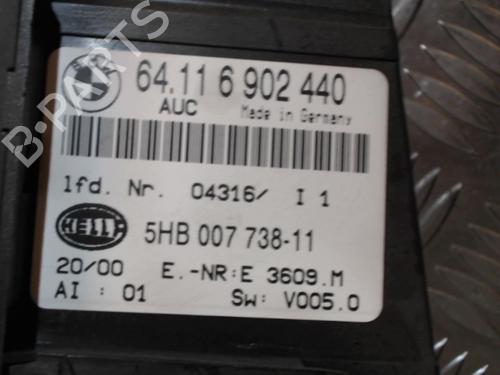 64.11 6 902 440
AUC Made in Germany
lfd. Nr. 04316/ I 1
HELLA 5HB 007 738-11
20/00 E.-NR:E 3609.M
AI : 01 Sw: V005.0
B-PARTS